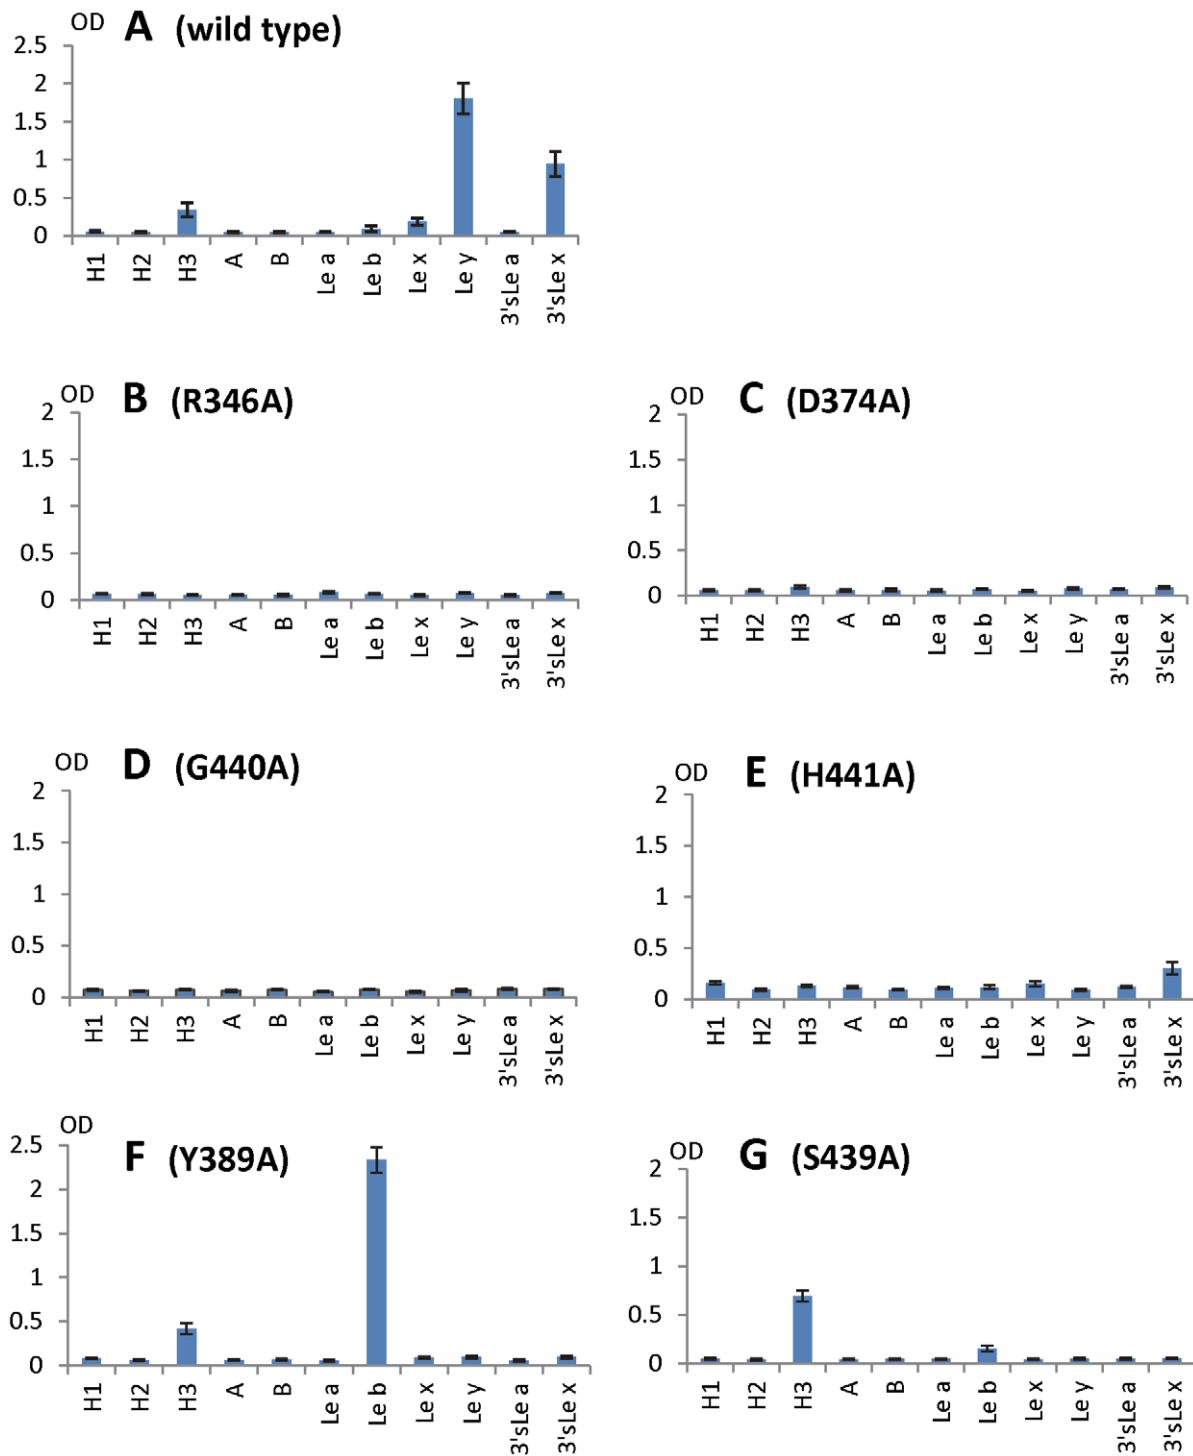 OD A (wild type)
2.5
2
1.5
1
0.5
0
H1 H2 H3 A B Le a Le b Le x Le y 3'sLe a 3'sLe x
OD B (R346A)
2
1.5
1
0.5
0
H1 H2 H3 A B Le a Le b Le x Le y 3'sLe a 3'sLe x
OD C (D374A)
2
1.5
1
0.5
0
H1 H2 H3 A B Le a Le b Le x Le y 3'sLe a 3'sLe x
OD D (G440A)
2
1.5
1
0.5
0
H1 H2 H3 A B Le a Le b Le x Le y 3'sLe a 3'sLe x
OD E (H441A)
2
1.5
1
0.5
0
H1 H2 H3 A B Le a Le b Le x Le y 3'sLe a 3'sLe x
OD F (Y389A)
2.5
2
1.5
1
0.5
0
H1 H2 H3 A B Le a Le b Le x Le y 3'sLe a 3'sLe x
OD G (S439A)
2
1.5
1
0.5
0
H1 H2 H3 A B Le a Le b Le x Le y 3'sLe a 3'sLe x